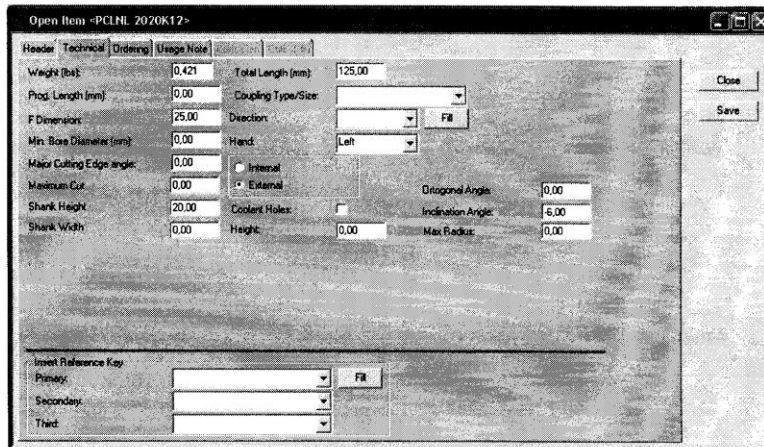 Open Item <PCLNL 2020K12>
Header Technical Ordering Usage Note
Close
Save
Weight (lbs): 0,421 Total Length (mm): 125,00
Prog. Length (mm): 0,00 Coupling Type/Size:
F Dimension: 25,00 Direction: Fill
Min. Bore Diameter (mm): 0,00 Hand: Left
Major Cutting Edge angle: 0,00 Internal
Maximum Cut 0,00 External Ortogonal Angle: 0,00
Shank Height 20,00 Coolant Holes: Inclination Angle: -6,00
Shank Width 0,00 Height: 0,00 Max Radius: 0,00
Insert Reference Key
Primary: Fill
Secondary:
Third: